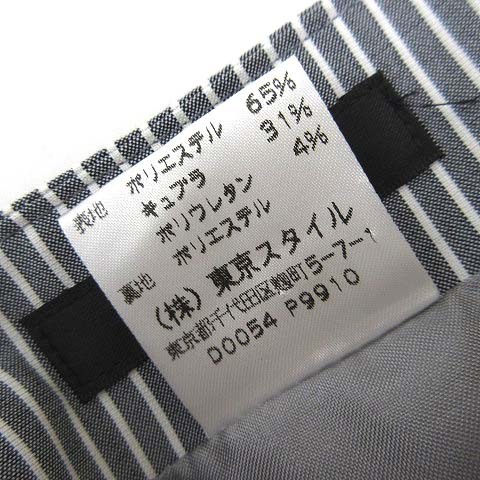 表地 ポリエステル 65%
キュプラ 31%
ポリウレタン 4%
裏地 ポリエステル
(株)東京スタイル
東京都千代田区麹町5-7-1
D0054 P9910